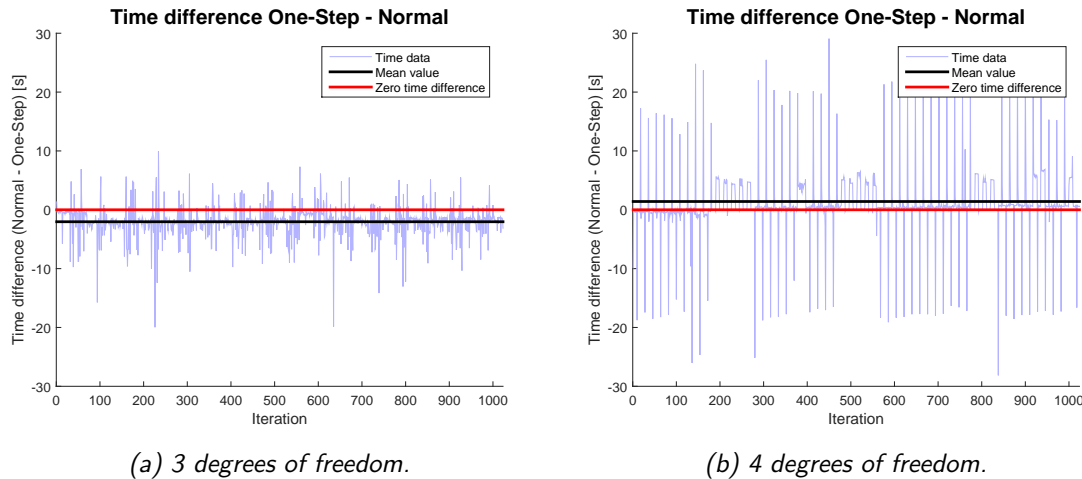 Time difference One-Step - Normal
30
20
10
0
-10
-20
-30
Time difference (Normal - One-Step) [s]
0 100 200 300 400 500 600 700 800 900 1000
Iteration
Time data
Mean value
Zero time difference
(a) 3 degrees of freedom.
Time difference One-Step - Normal
30
20
10
0
-10
-20
-30
Time difference (Normal - One-Step) [s]
0 100 200 300 400 500 600 700 800 900 1000
Iteration
Time data
Mean value
Zero time difference
(b) 4 degrees of freedom.